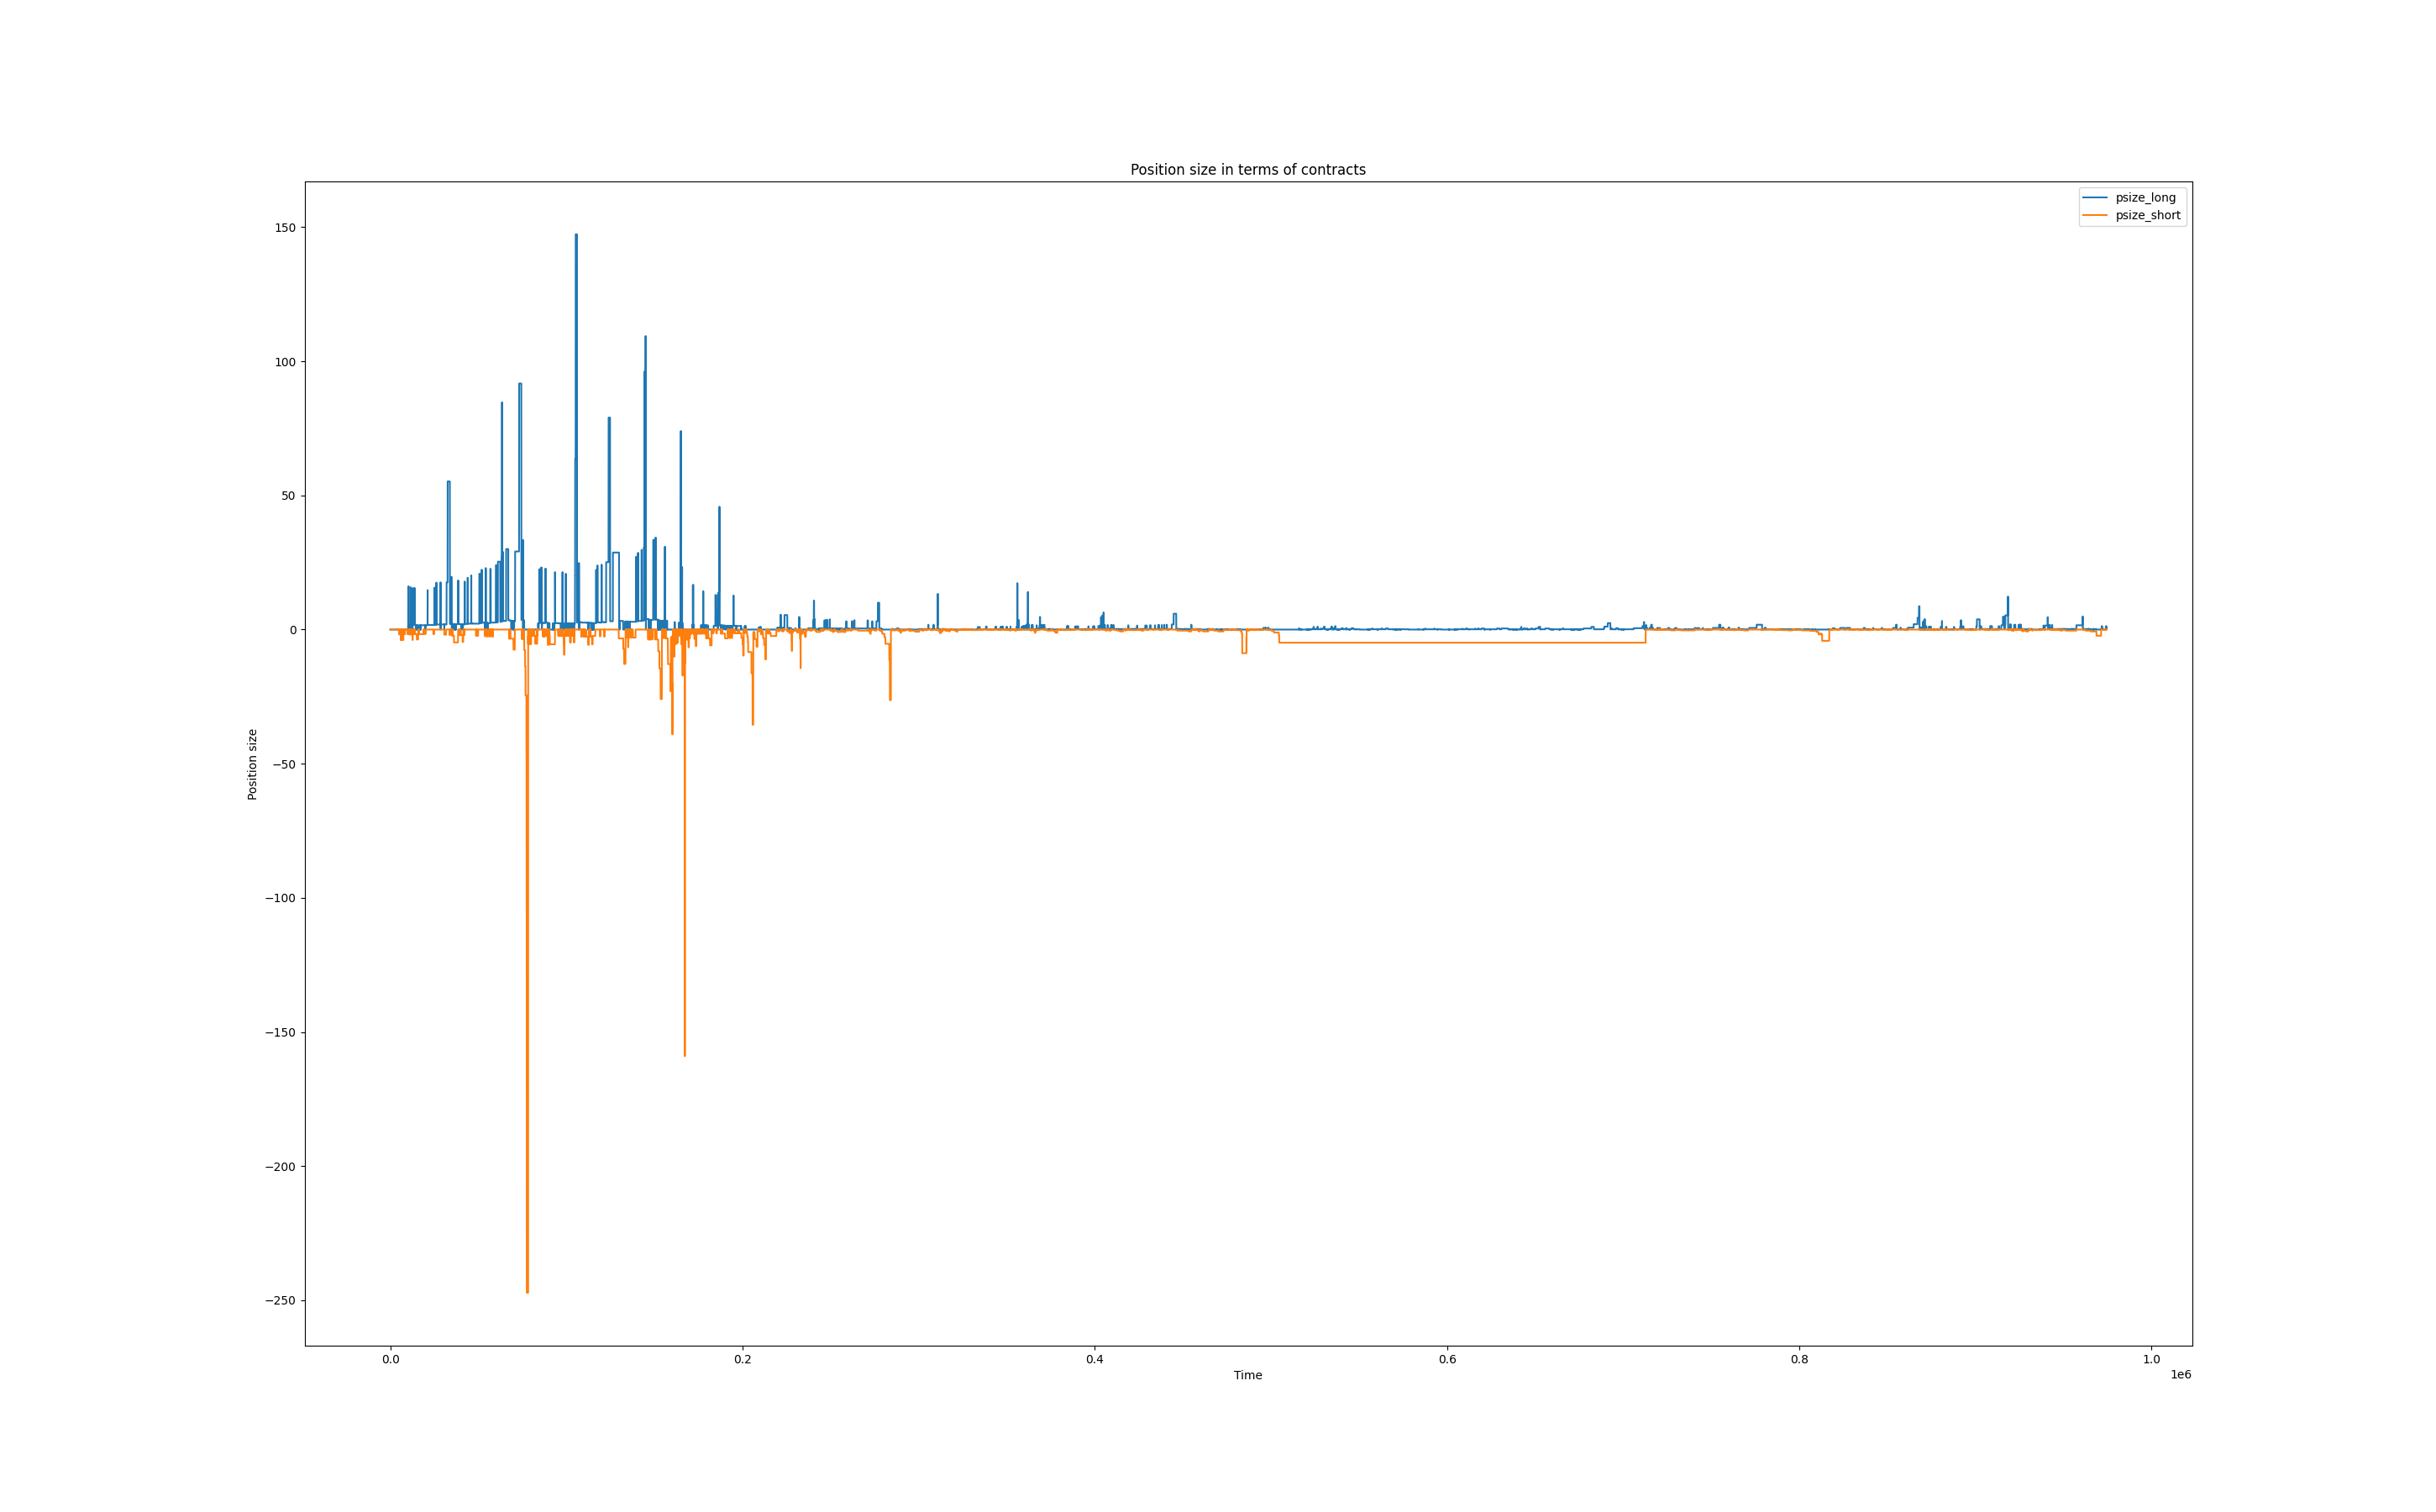 Position size in terms of contracts
psize_long
psize_short
150
100
50
0
−50
−100
−150
−200
−250
Position size
0.0
0.2
0.4
0.6
0.8
1.0
1e6
Time